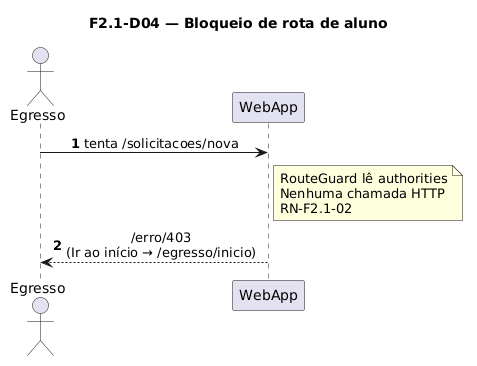 F2.1-D04 — Bloqueio de rota de aluno
Egresso
WebApp
1 tenta /solicitacoes/nova
RouteGuard lê authorities
Nenhuma chamada HTTP
RN-F2.1-02
/erro/403
2 (Ir ao início → /egresso/inicio)
Egresso
WebApp